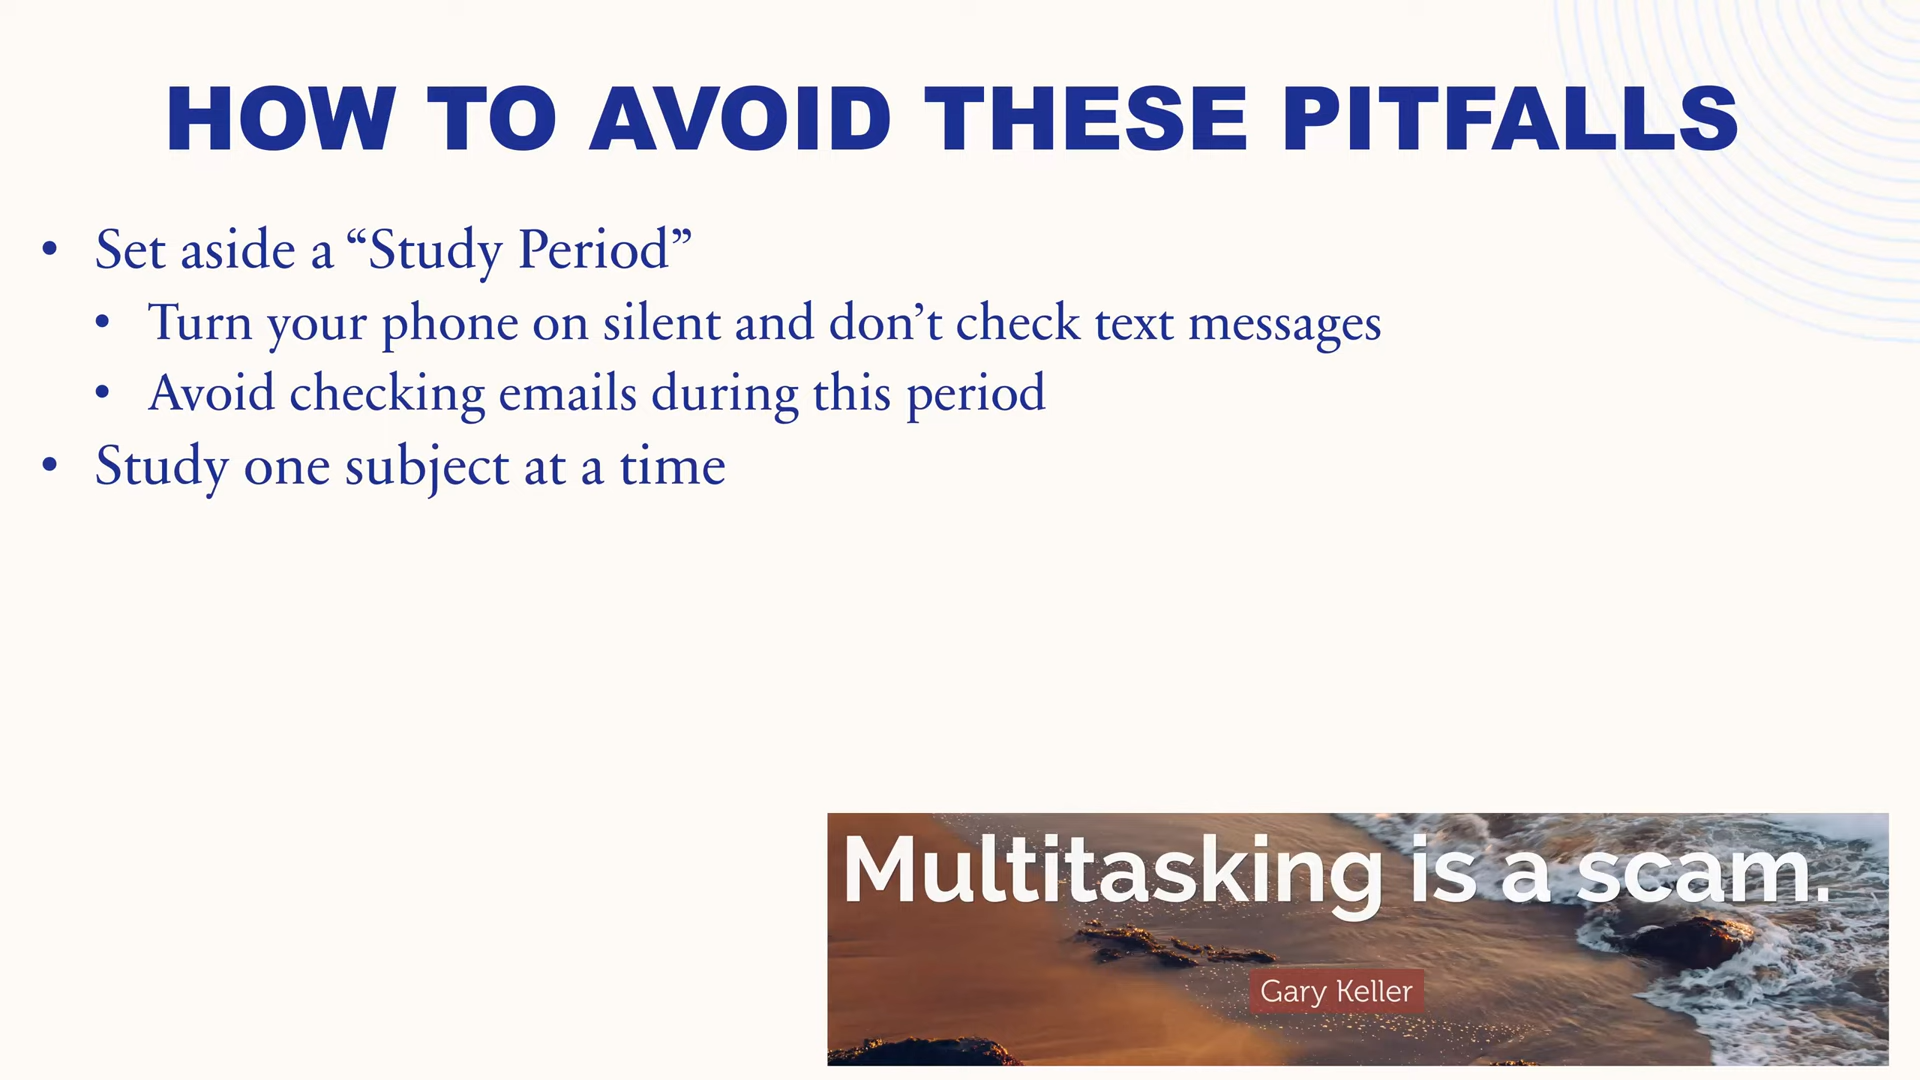 HOW TO AVOID THESE PITFALLS
• Set aside a “Study Period”
• Turn your phone on silent and don’t check text messages
• Avoid checking emails during this period
• Study one subject at a time
Multitasking is a scam.
Gary Keller